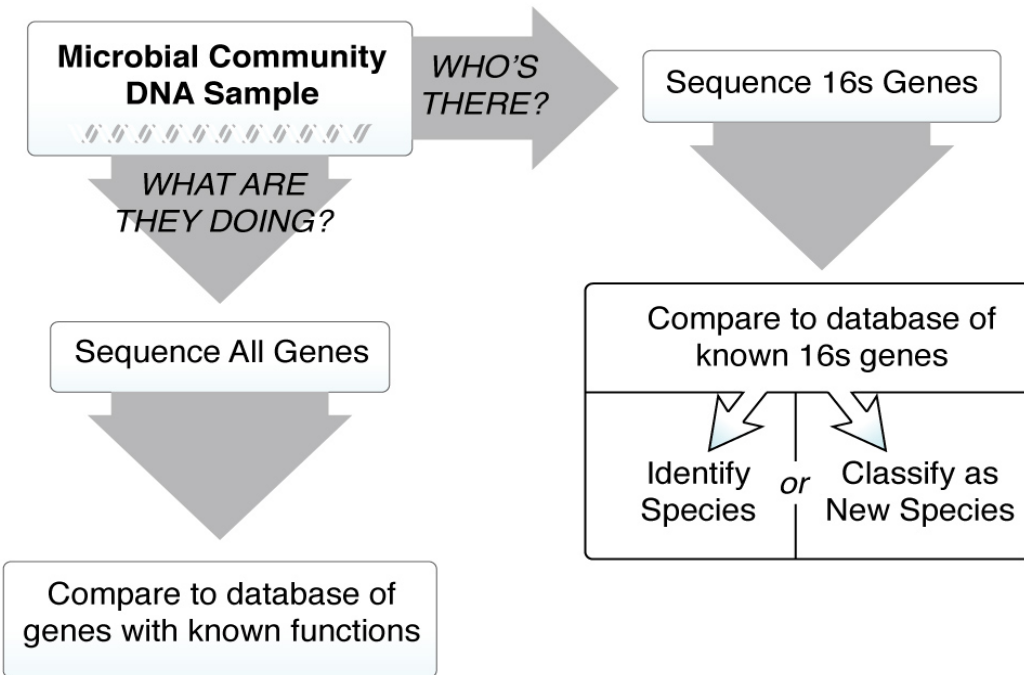 Microbial Community
DNA Sample
WHO'S
THERE?
Sequence 16s Genes
WHAT ARE
THEY DOING?
Sequence All Genes
Compare to database of
known 16s genes
Identify
Species
or
Classify as
New Species
Compare to database of
genes with known functions